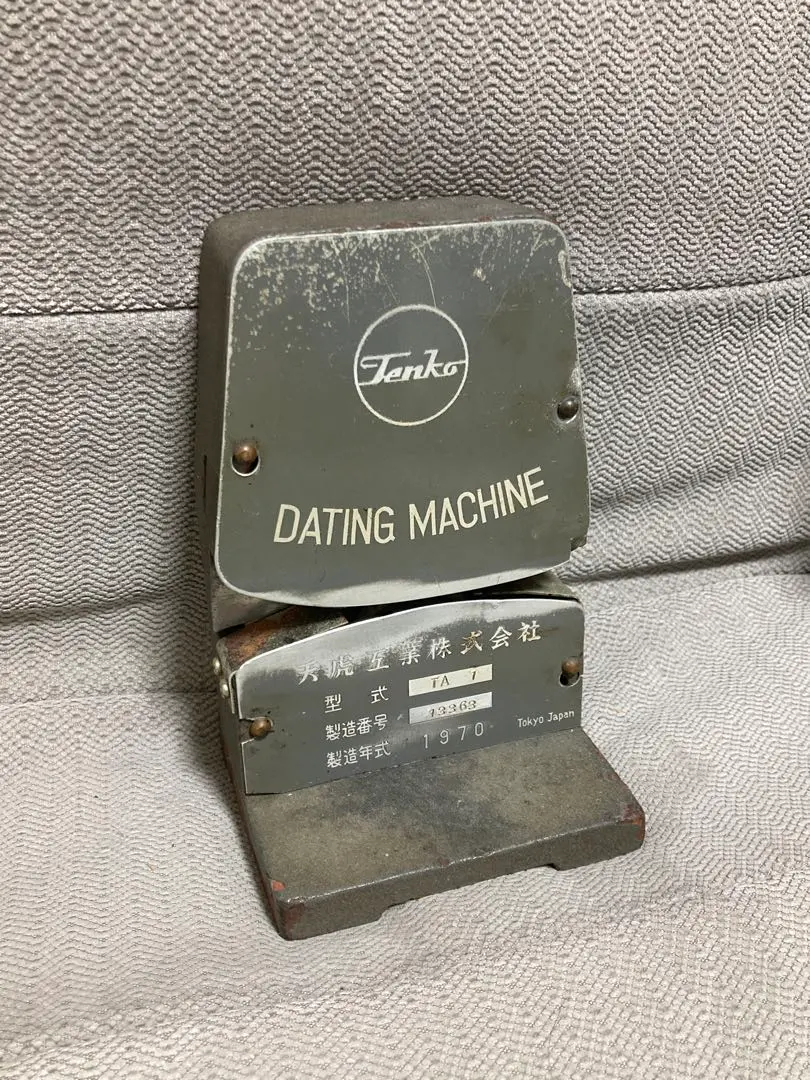 Tenko
DATING MACHINE
天虎工業株式会社
型式 TA 1
製造番号 13363
製造年式 1970 Tokyo Japan